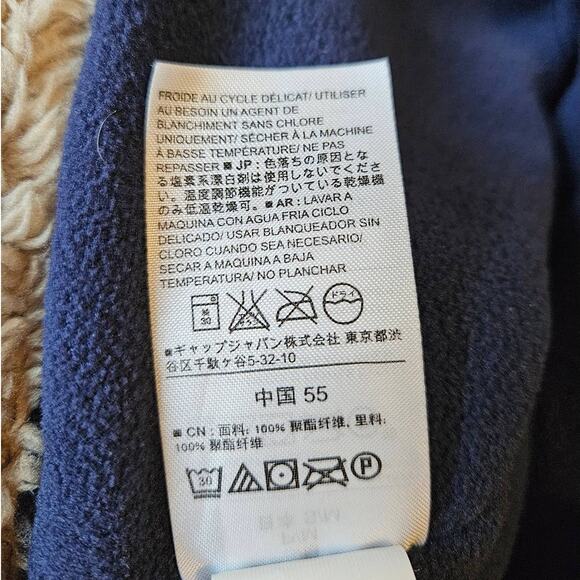 FROIDE AU CYCLE DÉLICAT/ UTILISER
AU BESOIN UN AGENT DE
BLANCHIMENT SANS CHLORE
UNIQUEMENT/ SÉCHER À LA MACHINE
À BASSE TEMPÉRATURE/ NE PAS
REPASSER ■ JP : 色落ちの原因とな
る塩素系漂白剤は使用しないでくださ
い。温度調節機能がついている乾燥機
のみ低温乾燥可。■ AR : LAVAR A
MAQUINA CON AGUA FRIA CICLO
DELICADO/ USAR BLANQUEADOR SIN
CLORO CUANDO SEA NECESARIO/
SECAR A MAQUINA A BAJA
TEMPERATURA/ NO PLANCHAR
弱 30 ドライ
■ギャップジャパン株式会社 東京都渋
谷区千駄ヶ谷5-32-10
中国 55
■ CN : 面料: 100% 聚酯纤维, 里料:
100% 聚酯纤维
30 P